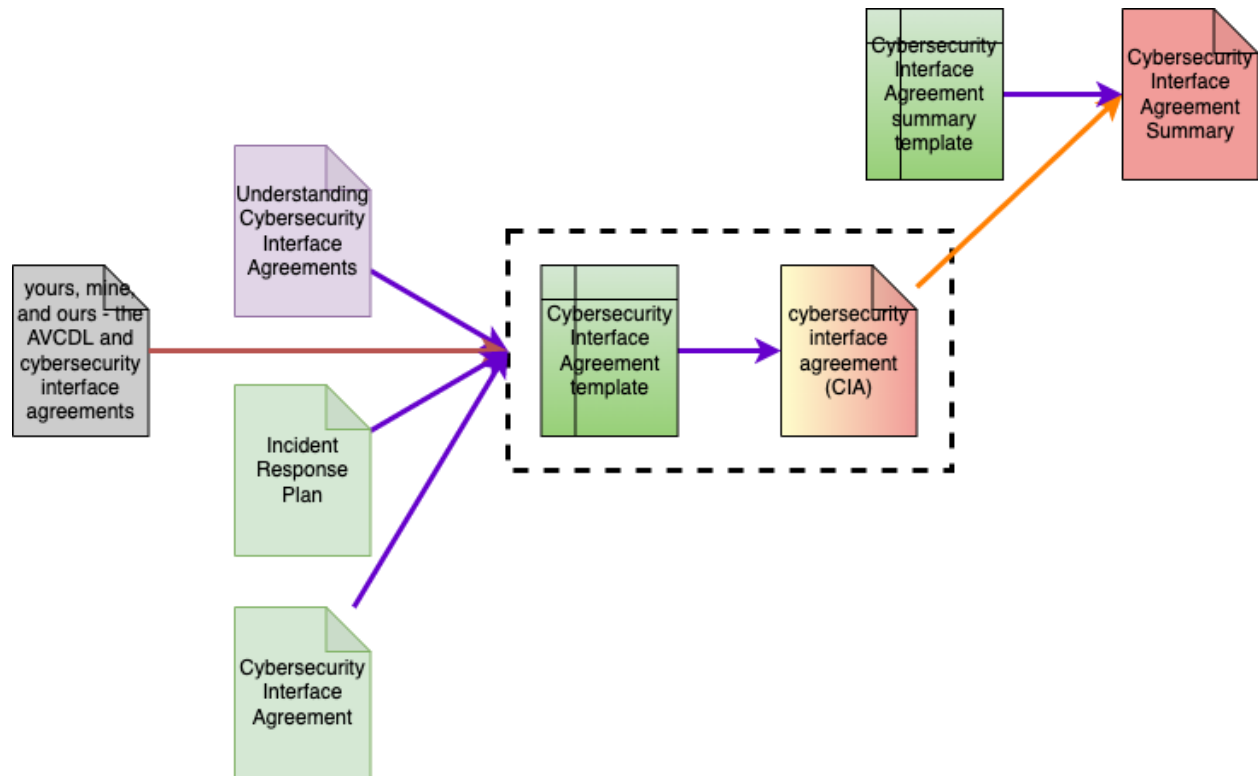 Cybersecurity
Interface
Agreement
summary
template
Cybersecurity
Interface
Agreement
Summary
Understanding
Cybersecurity
Interface
Agreements
yours, mine,
and ours - the
AVCDL and
cybersecurity
interface
agreements
Cybersecurity
Interface
Agreement
template
cybersecurity
interface
agreement
(CIA)
Incident
Response
Plan
Cybersecurity
Interface
Agreement